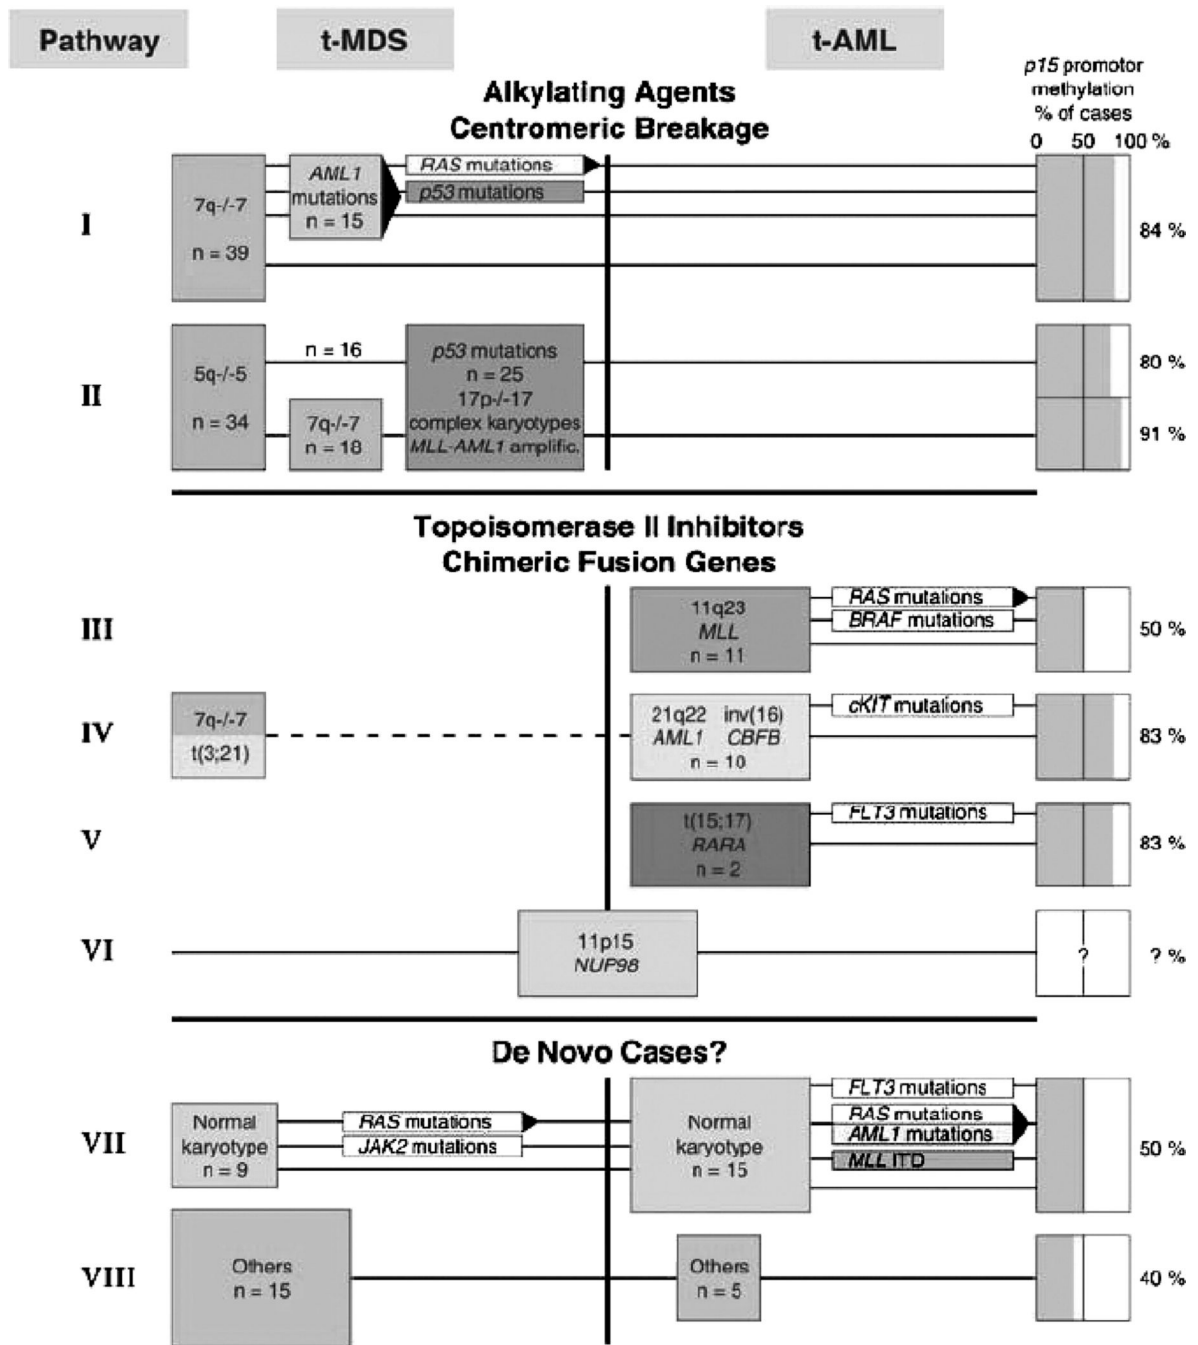 Pathway t-MDS t-AML
p15 promotor
methylation
% of cases
0 50 100 %
Alkylating Agents
Centromeric Breakage
I
7q-/-7
n = 39
AML1
mutations
n = 15
RAS mutations
p53 mutations
84 %
II
5q-/-5
n = 34
n = 16
7q-/-7
n = 18
p53 mutations
n = 25
17p-/-17
complex karyotypes
MLL-AML1 amplific.
80 %
91 %
Topoisomerase II Inhibitors
Chimeric Fusion Genes
III
11q23
MLL
n = 11
RAS mutations
BRAF mutations
50 %
IV
7q-/-7
t(3;21)
21q22 inv(16)
AML1 CBFB
n = 10
cKIT mutations
83 %
V
t(15;17)
RARA
n = 2
FLT3 mutations
83 %
VI
11p15
NUP98
?
? %
De Novo Cases?
VII
Normal
karyotype
n = 9
RAS mutations
JAK2 mutations
Normal
karyotype
n = 15
FLT3 mutations
RAS mutations
AML1 mutations
MLL ITD
50 %
VIII
Others
n = 15
Others
n = 5
40 %